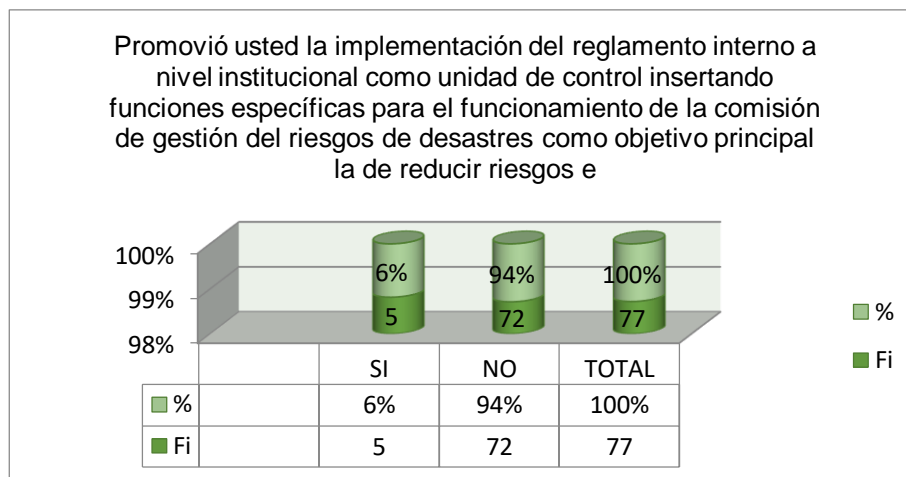 Promovió usted la implementación del reglamento interno a
nivel institucional como unidad de control insertando
funciones específicas para el funcionamiento de la comisión
de gestión del riesgos de desastres como objetivo principal
la de reducir riesgos e
100%
99%
98%
6%
94%
100%
5
72
77
%
Fi
SI NO TOTAL
% 6% 94% 100%
Fi 5 72 77